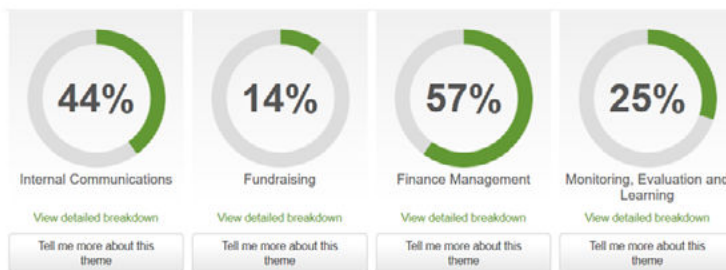 44%
14%
57%
25%
Internal Communications
Fundraising
Finance Management
Monitoring, Evaluation and
Learning
View detailed breakdown
View detailed breakdown
View detailed breakdown
View detailed breakdown
Tell me more about this
theme
Tell me more about this
theme
Tell me more about this
theme
Tell me more about this
theme